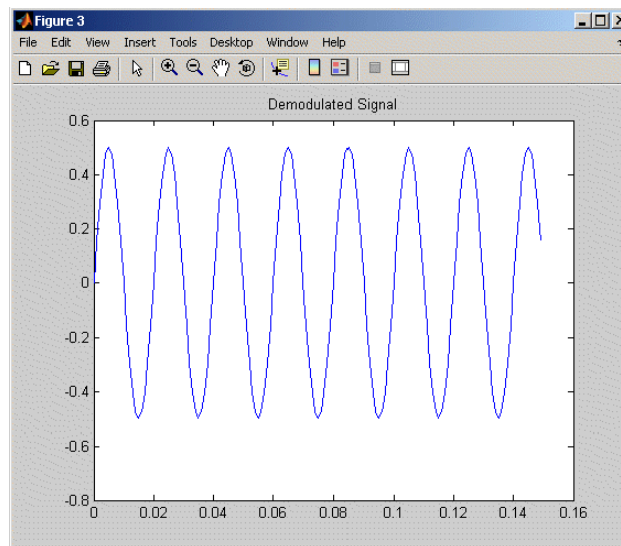 Figure 3
File Edit View Insert Tools Desktop Window Help
Demodulated Signal
0.6
0.4
0.2
0
-0.2
-0.4
-0.6
-0.8
0 0.02 0.04 0.06 0.08 0.1 0.12 0.14 0.16